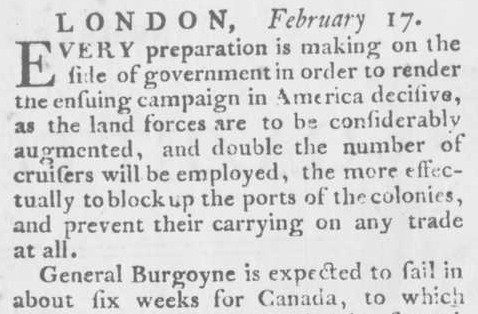 LONDON, February 17.
EVERY preparation is making on the
ſide of government in order to render
the enſuing campaign in America deciſive,
as the land forces are to be conſiderably
augmented, and double the number of
cruiſers will be employed, the more effec-
tually to block up the ports of the colonies,
and prevent their carrying on any trade
at all.
General Burgoyne is expected to ſail in
about ſix weeks for Canada, to which